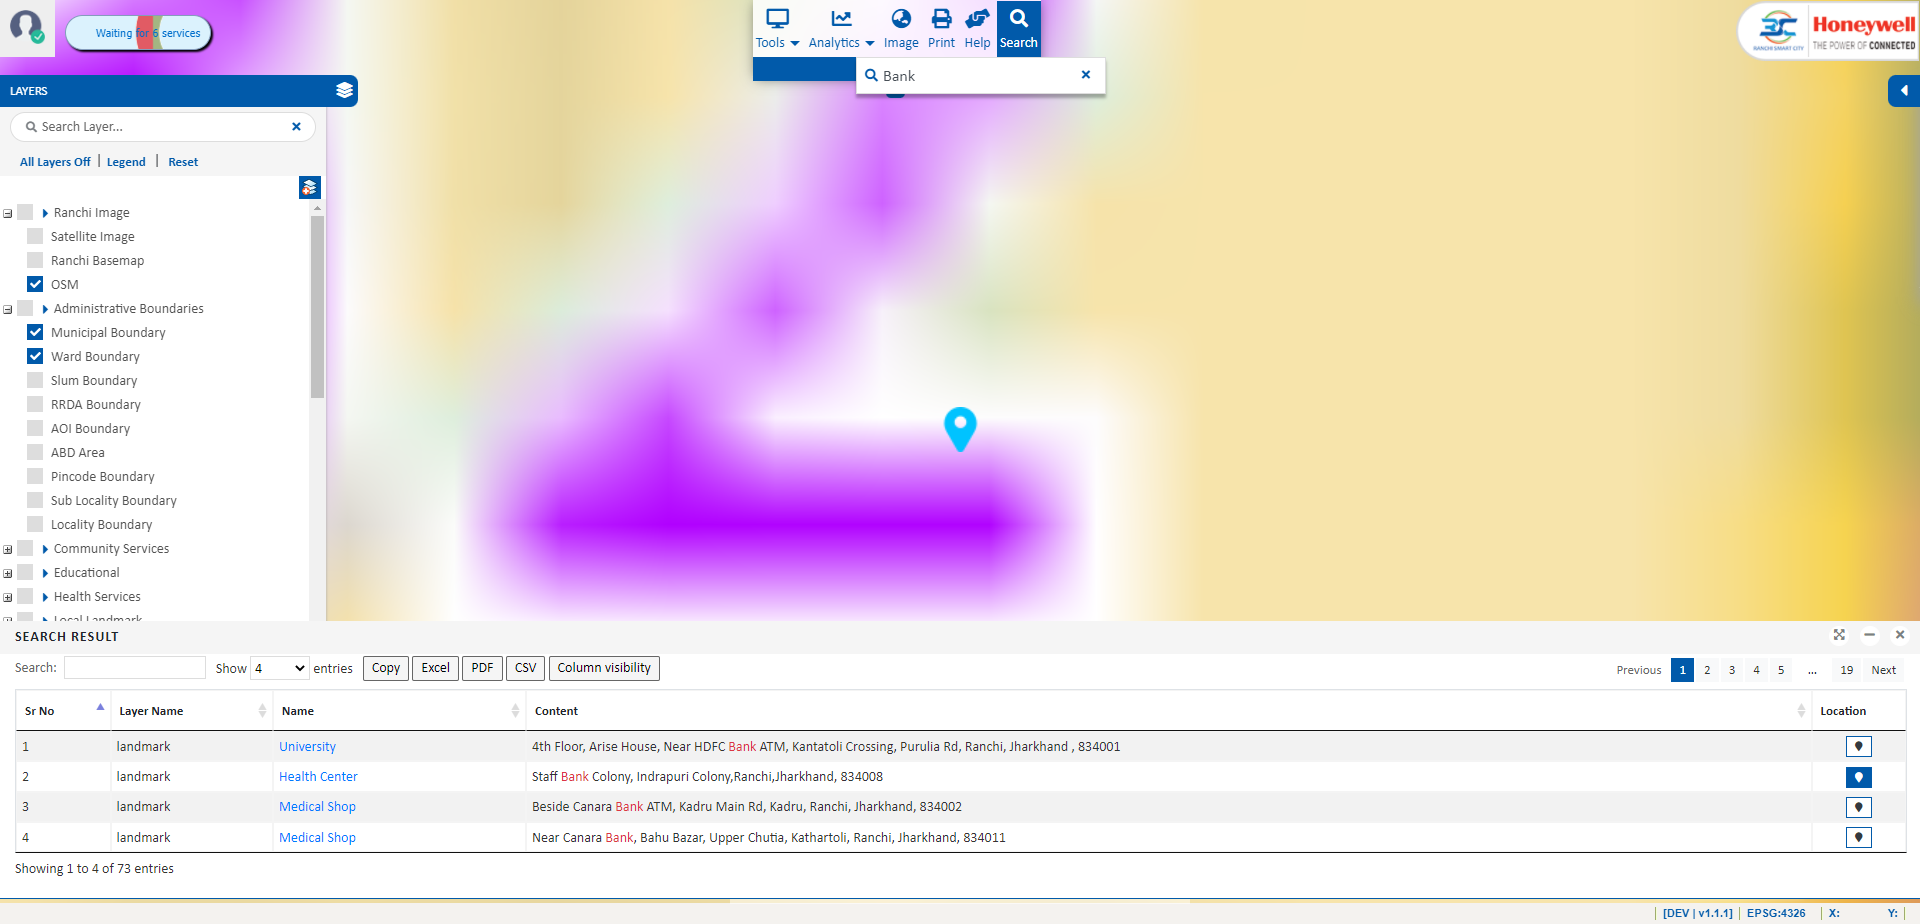 Waiting for 6 services
Tools
Analytics
Image
Print
Help
Search
Bank
RANCHI SMART CITY
Honeywell
THE POWER OF CONNECTED
LAYERS
Search Layer...
All Layers Off | Legend | Reset
Ranchi Image
Satellite Image
Ranchi Basemap
OSM
Administrative Boundaries
Municipal Boundary
Ward Boundary
Slum Boundary
RRDA Boundary
AOI Boundary
ABD Area
Pincode Boundary
Sub Locality Boundary
Locality Boundary
Community Services
Educational
Health Services
Local Landmark
SEARCH RESULT
Search: Show 4 entries Copy Excel PDF CSV Column visibility
Previous 1 2 3 4 5 ... 19 Next
Sr No Layer Name Name Content Location
1 landmark University 4th Floor, Arise House, Near HDFC Bank ATM, Kantatoli Crossing, Purulia Rd, Ranchi, Jharkhand , 834001
2 landmark Health Center Staff Bank Colony, Indrapuri Colony,Ranchi,Jharkhand, 834008
3 landmark Medical Shop Beside Canara Bank ATM, Kadru Main Rd, Kadru, Ranchi, Jharkhand, 834002
4 landmark Medical Shop Near Canara Bank, Bahu Bazar, Upper Chutia, Kathartoli, Ranchi, Jharkhand, 834011
Showing 1 to 4 of 73 entries
[DEV | v1.1.1] EPSG:4326 X: Y: